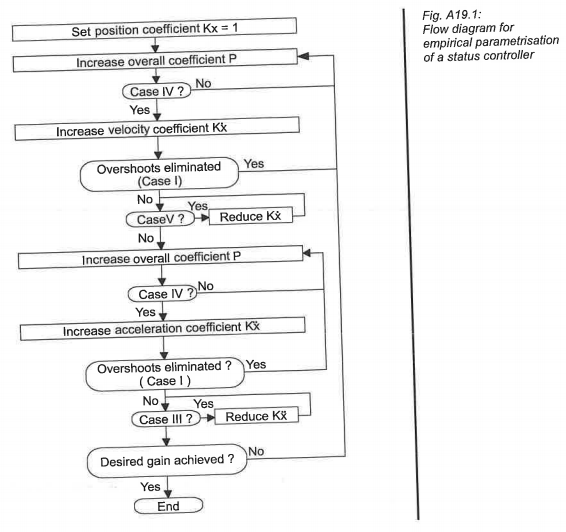 Set position coefficient Kx = 1
Increase overall coefficient P
Case IV ?
No
Yes
Increase velocity coefficient Kẋ
Overshoots eliminated
(Case I)
Yes
No
CaseV ?
Yes
Reduce Kẋ
No
Increase overall coefficient P
Case IV ?
No
Yes
Increase acceleration coefficient Kẍ
Overshoots eliminated ?
( Case I )
Yes
No
Case III ?
Yes
Reduce Kẍ
Desired gain achieved ?
No
Yes
End
Fig. A19.1:
Flow diagram for
empirical parametrisation
of a status controller